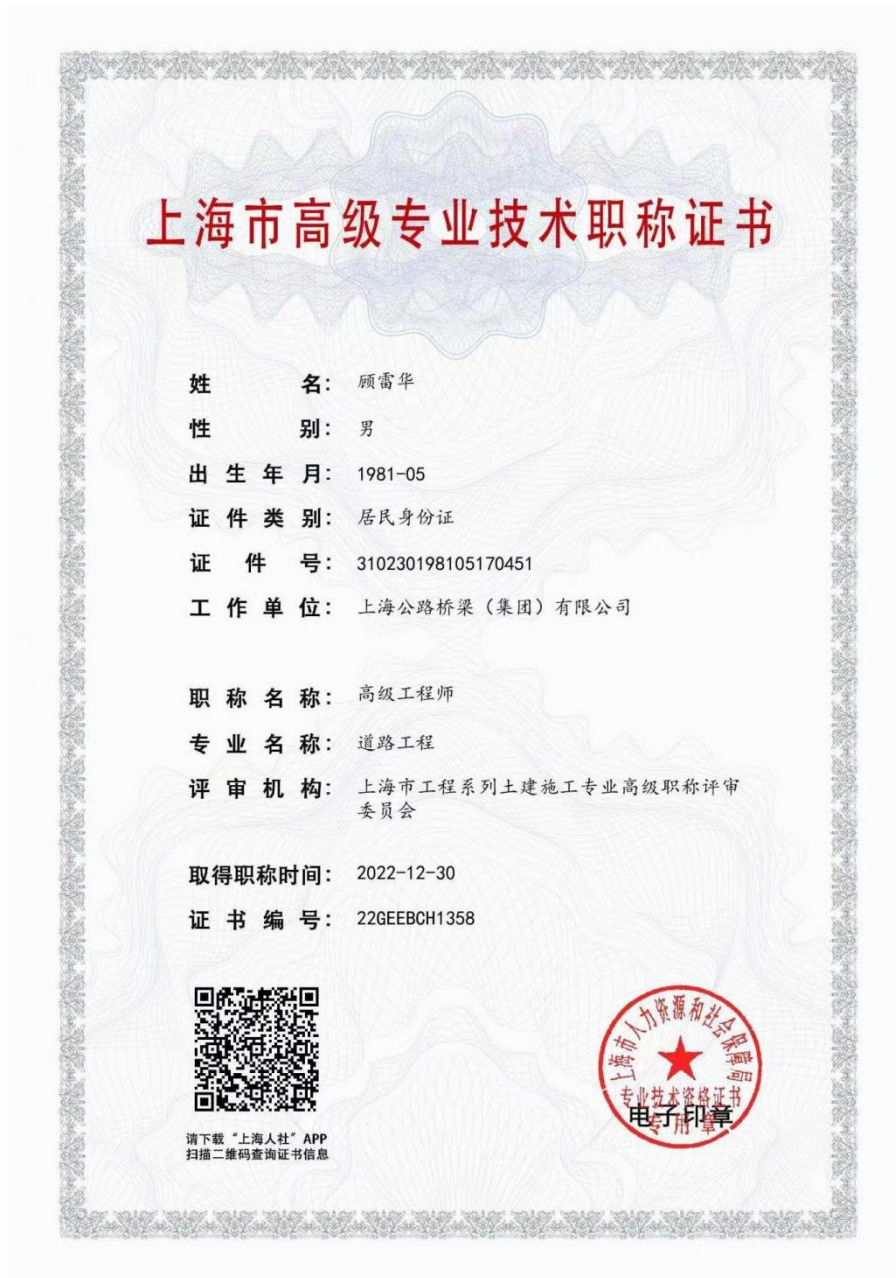 上海市高级专业技术职称证书
姓名：顾雷华
性别：男
出生年月：1981-05
证件类别：居民身份证
证件号：310230198105170451
工作单位：上海公路桥梁（集团）有限公司
职称名称：高级工程师
专业名称：道路工程
评审机构：上海市工程系列土建施工专业高级职称评审
委员会
取得职称时间：2022-12-30
证书编号：22GEEBCH1358
请下载“上海人社”APP
扫描二维码查询证书信息
上海市人力资源和社会保障局
专业技术资格证书
电子印章
专用章